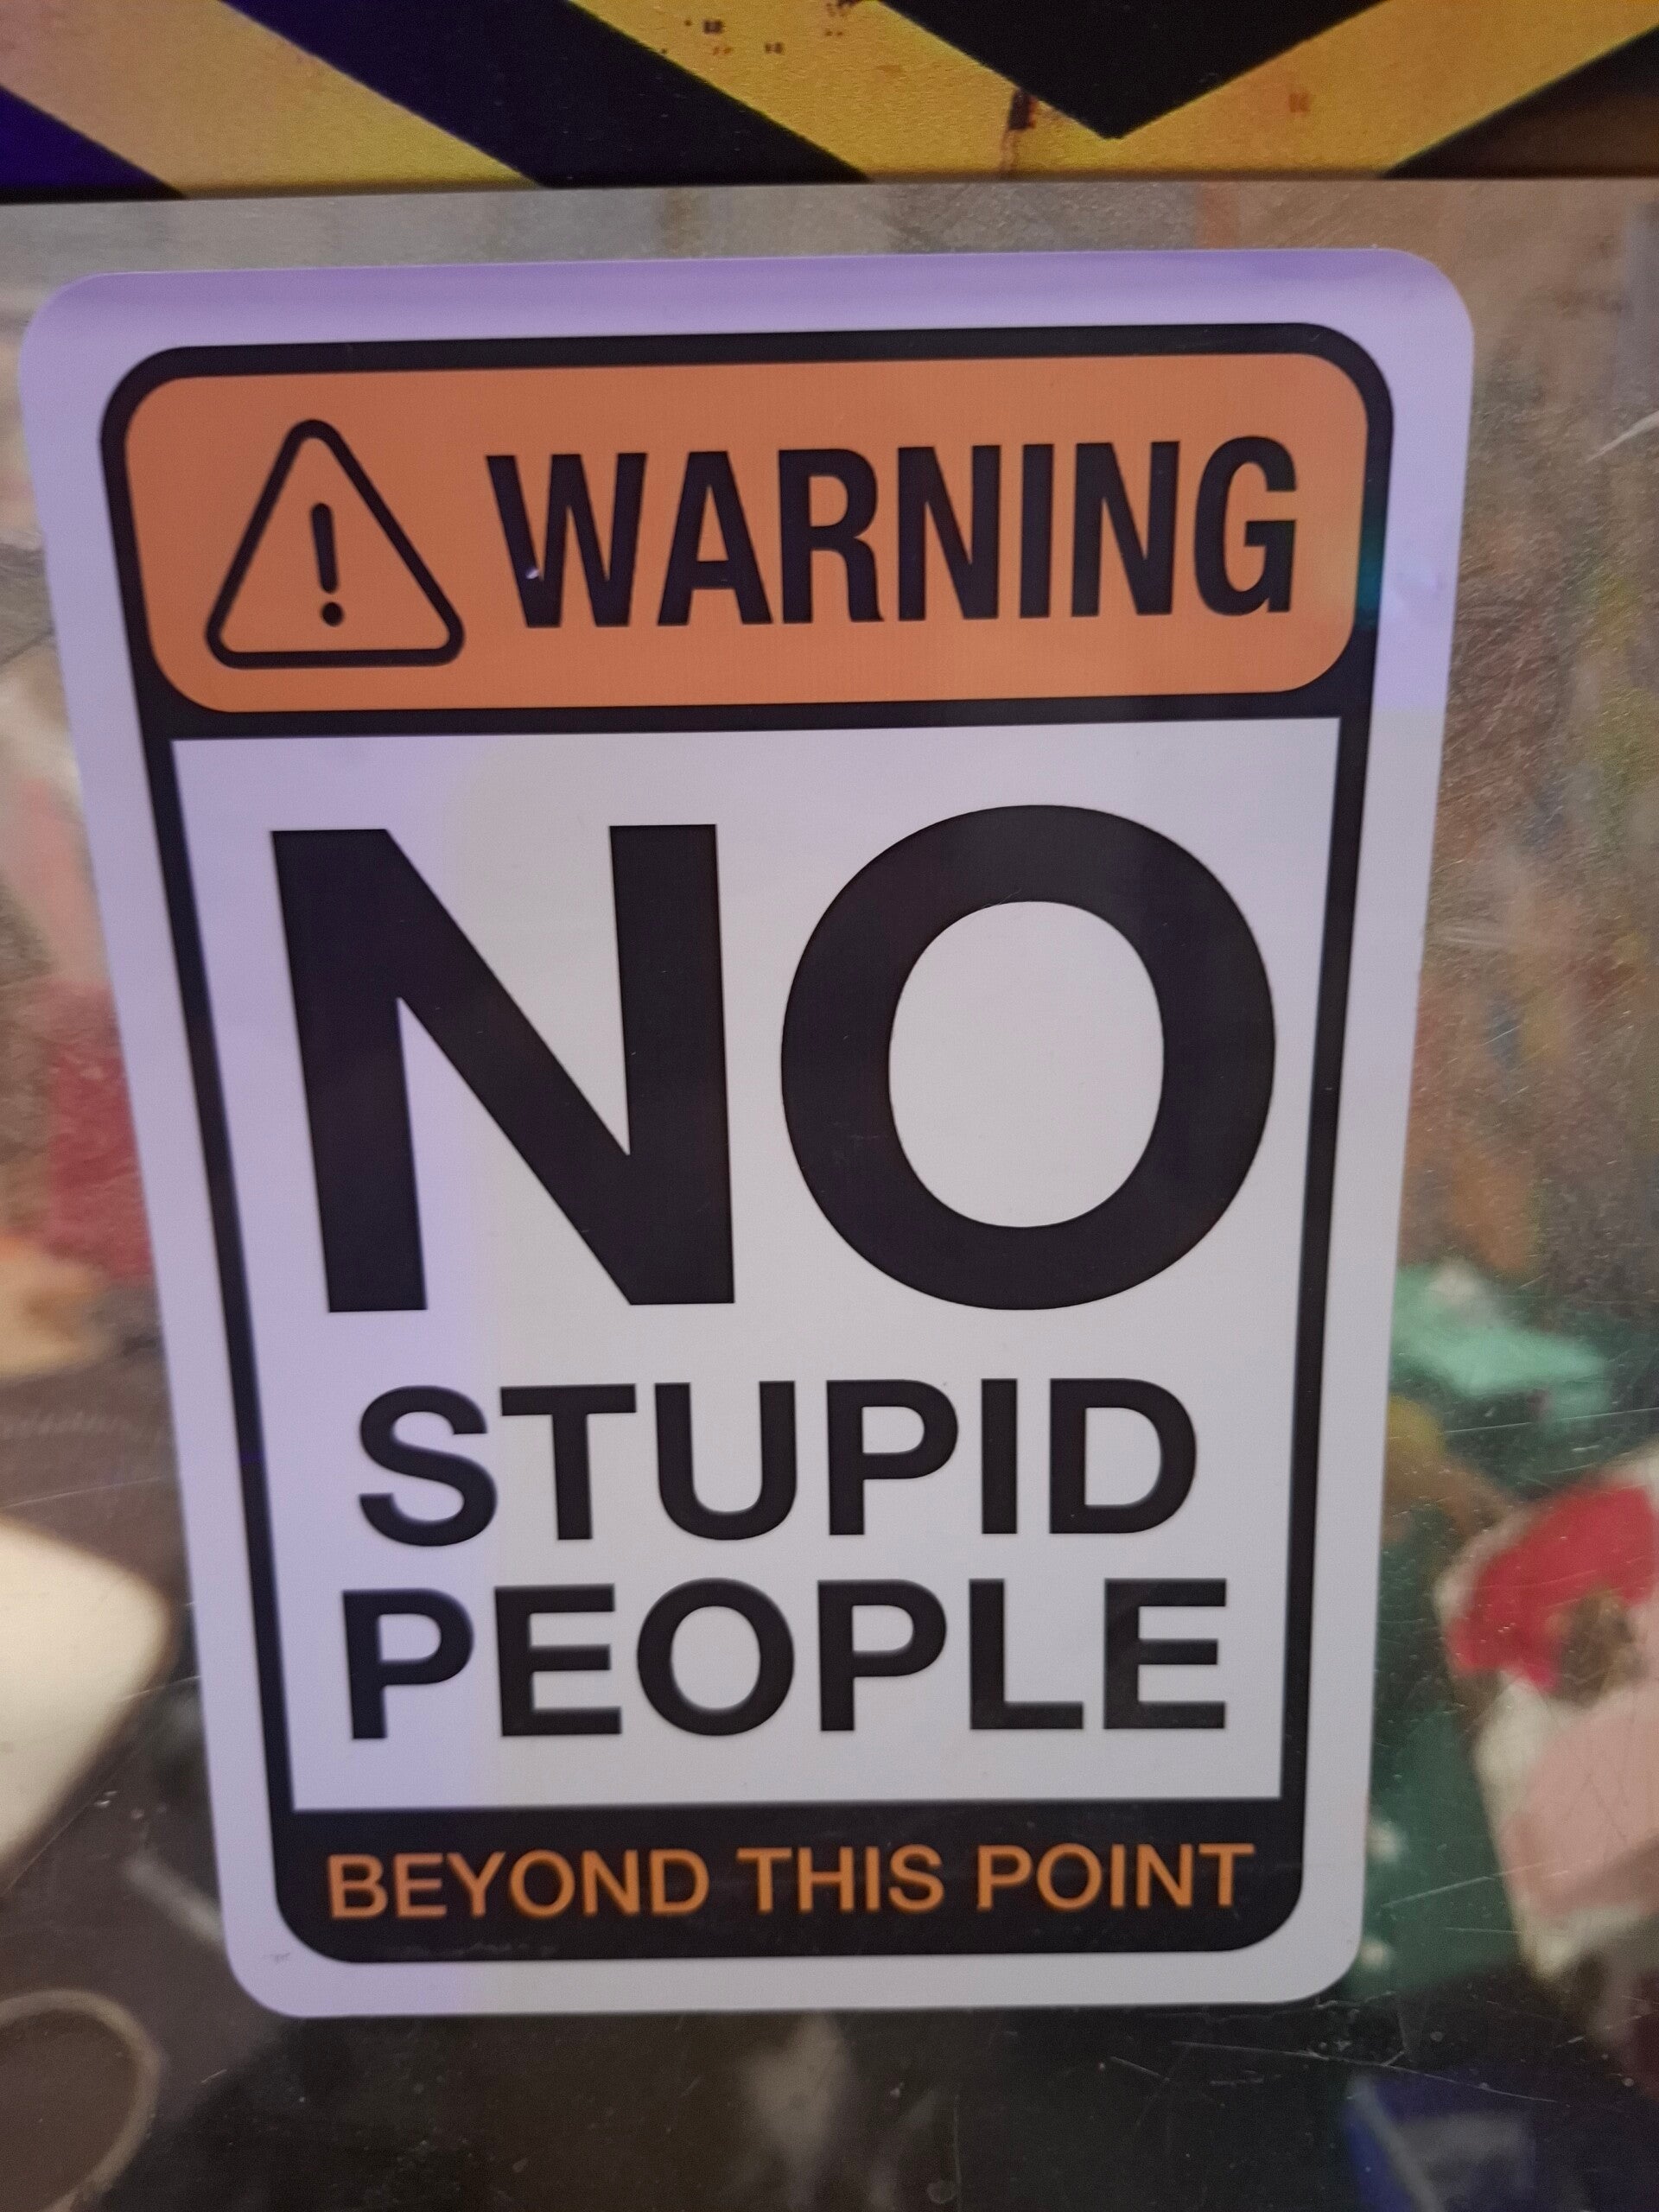 WARNING
NO
STUPID
PEOPLE
BEYOND THIS POINT